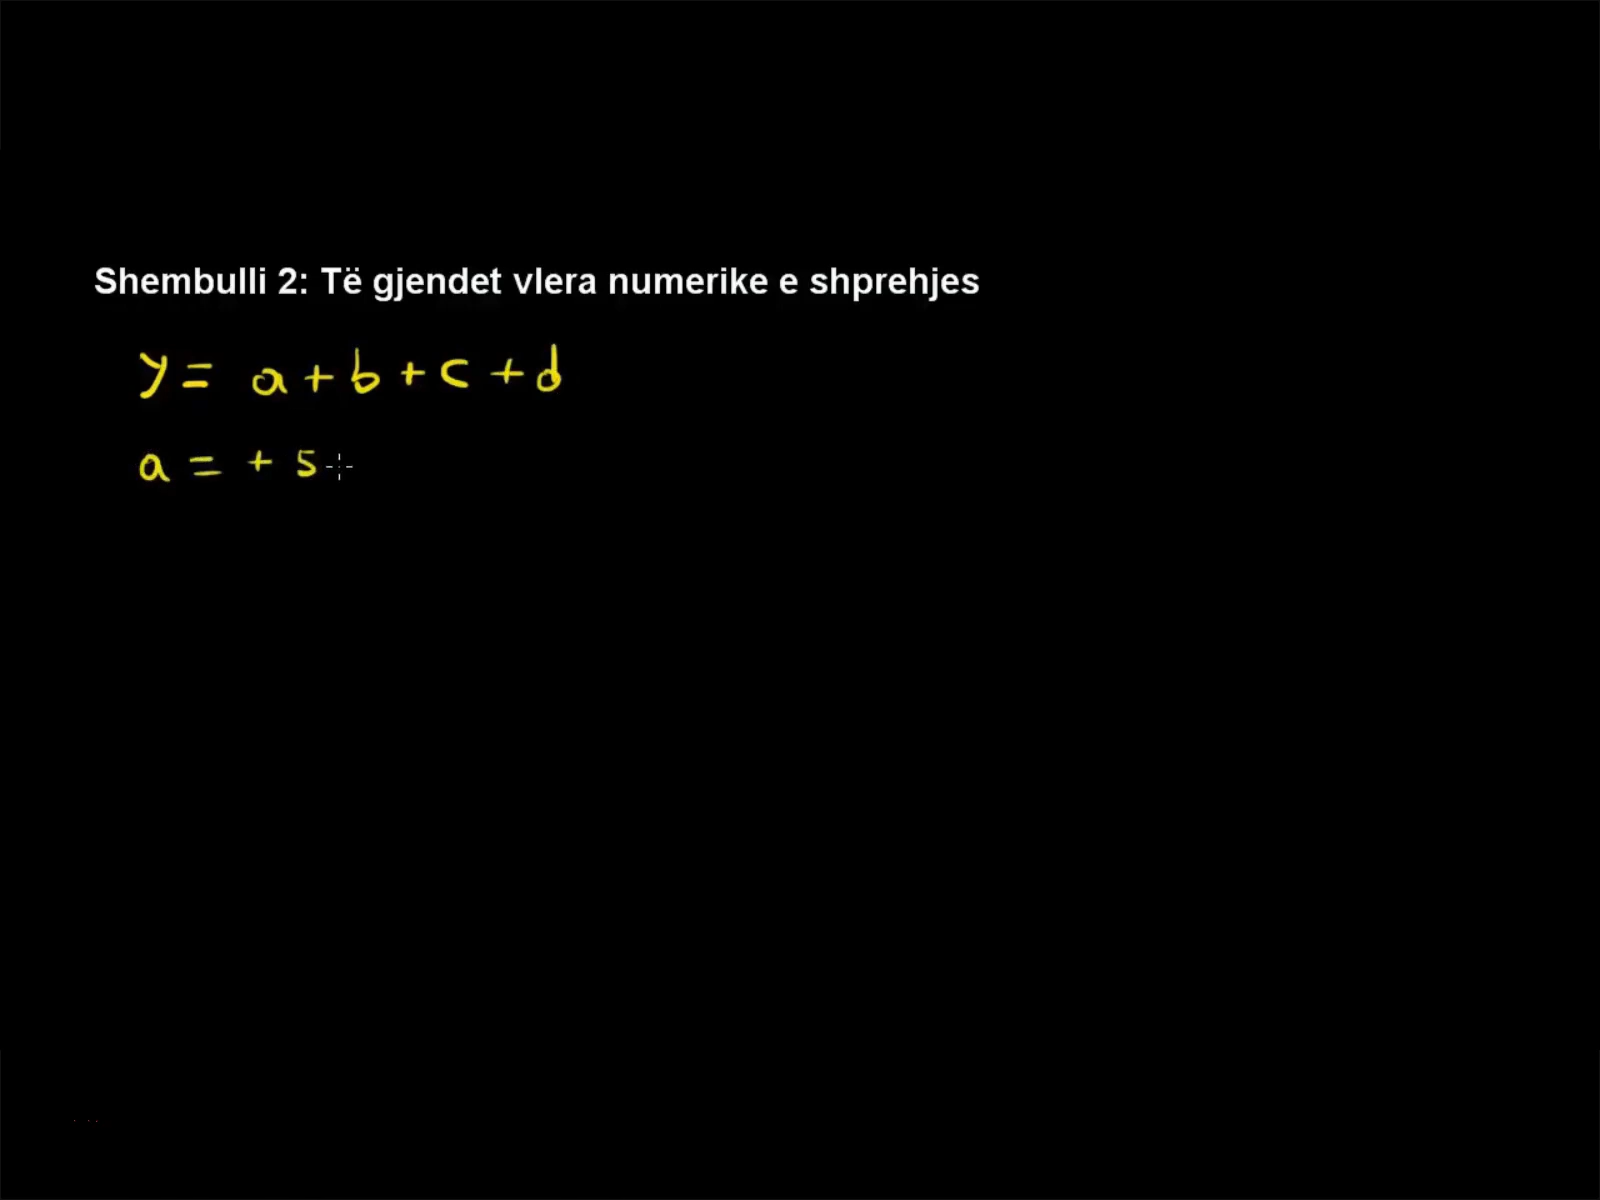 Shembulli 2: Të gjendet vlera numerike e shprehjes
y = a + b + c + d
a = + 5